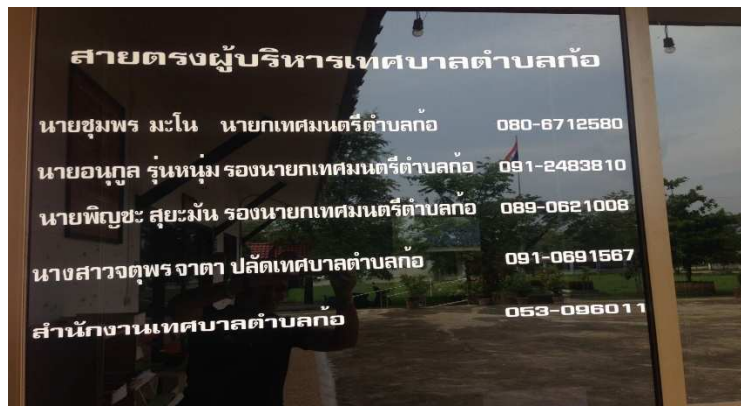 สายตรงผู้บริหารเทศบาลตำบลก้อ
นายชุมพร มะโน นายกเทศมนตรีตำบลก้อ 080-6712580
นายอนุกูล รุ่นหนุ่ม รองนายกเทศมนตรีตำบลก้อ 091-2483810
นายพิญชะ สุยะมัน รองนายกเทศมนตรีตำบลก้อ 089-0621008
นางสาวจตุพร จาตา ปลัดเทศบาลตำบลก้อ 091-0691567
สำนักงานเทศบาลตำบลก้อ 053-096011